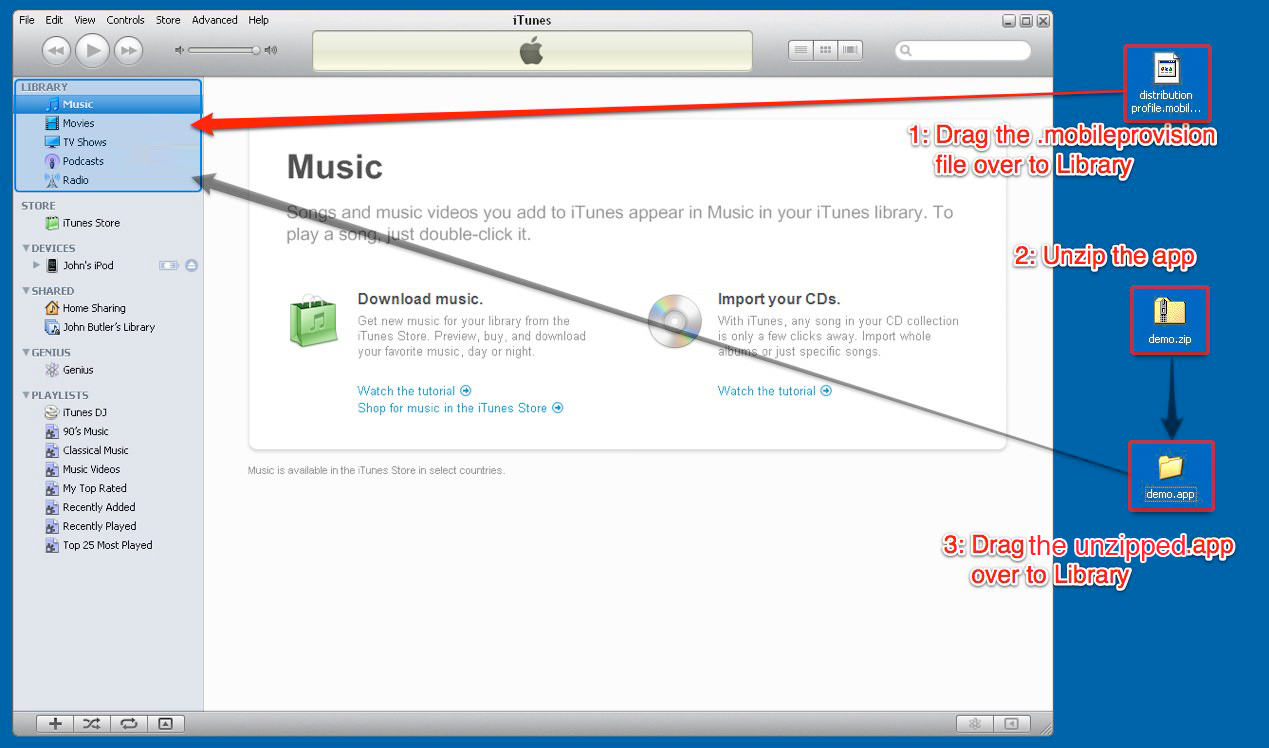 File Edit View Controls Store Advanced Help
iTunes
LIBRARY
Music
Movies
TV Shows
Podcasts
Radio
STORE
iTunes Store
DEVICES
John's iPod
SHARED
Home Sharing
John Butler's Library
GENIUS
Genius
PLAYLISTS
iTunes DJ
90's Music
Classical Music
Music Videos
My Top Rated
Recently Added
Recently Played
Top 25 Most Played
Music
Songs and music videos you add to iTunes appear in Music in your iTunes library. To
play a song, just double-click it.
Download music.
Get new music for your library from the
iTunes Store. Preview, buy, and download
your favorite music, day or night.
Watch the tutorial
Shop for music in the iTunes Store
Import your CDs.
With iTunes, any song in your CD collection
is only a few clicks away. Import whole
albums or just specific songs.
Watch the tutorial
Music is available in the iTunes Store in select countries.
distribution
profile.mobil...
1: Drag the .mobileprovision
file over to Library
2: Unzip the app
demo.zip
demo.app
3: Drag the unzipped .app
over to Library